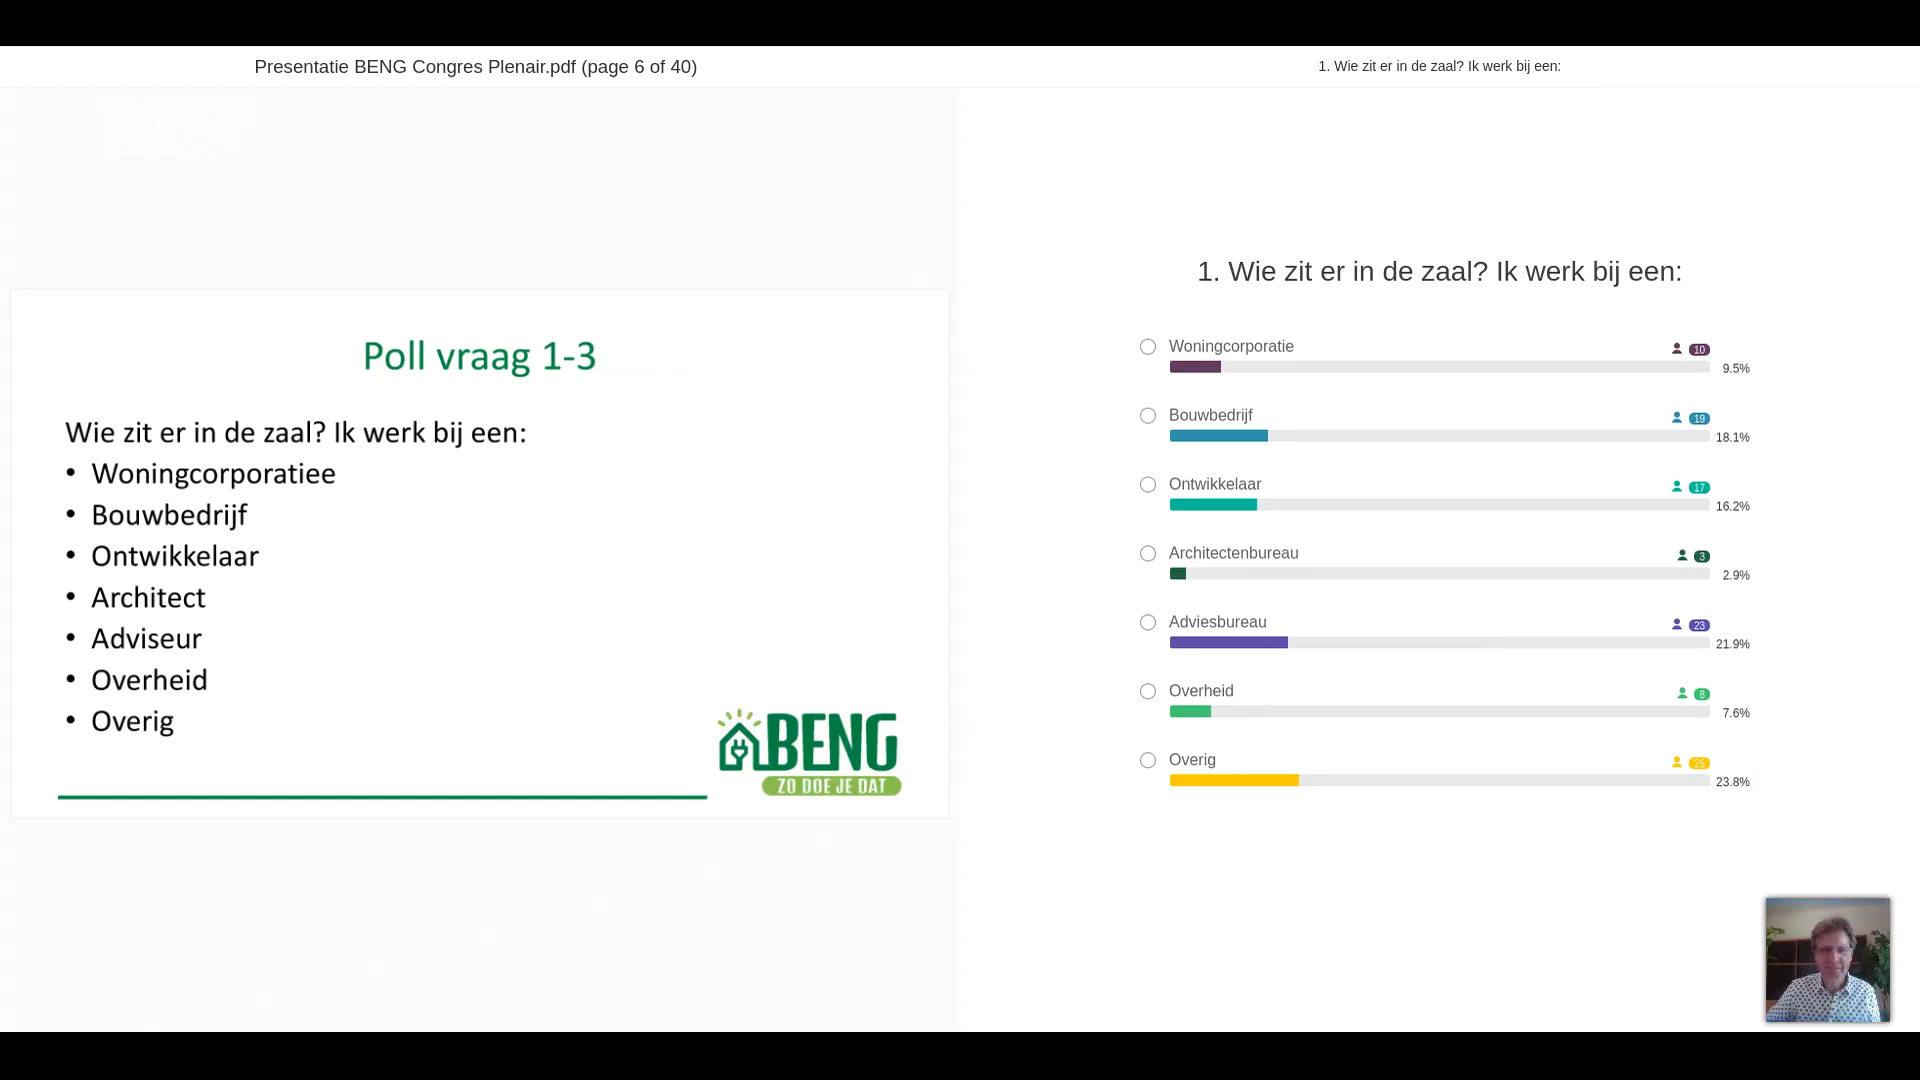 Presentatie BENG Congres Plenair.pdf (page 6 of 40)
Poll vraag 1-3
Wie zit er in de zaal? Ik werk bij een:
• Woningcorporatiee
• Bouwbedrijf
• Ontwikkelaar
• Architect
• Adviseur
• Overheid
• Overig
BENG
ZO DOE JE DAT
1. Wie zit er in de zaal? Ik werk bij een:
1. Wie zit er in de zaal? Ik werk bij een:
Woningcorporatie 10
9.5%
Bouwbedrijf 19
18.1%
Ontwikkelaar 17
16.2%
Architectenbureau 3
2.9%
Adviesbureau 23
21.9%
Overheid 8
7.6%
Overig 25
23.8%